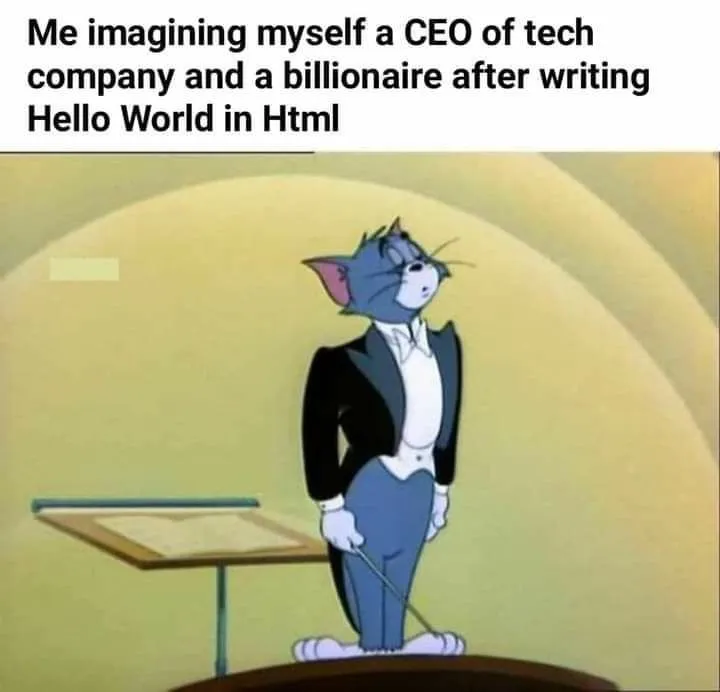 Me imagining myself a CEO of tech
company and a billionaire after writing
Hello World in Html